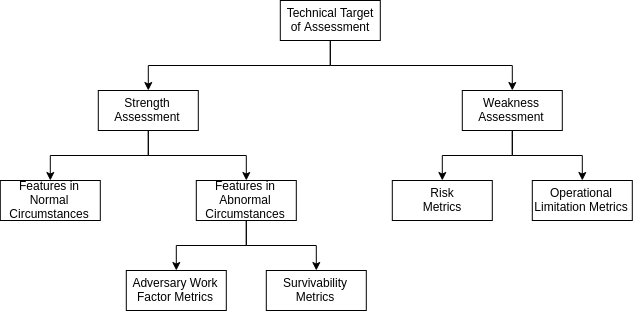 Technical Target
of Assessment
Strength
Assessment
Weakness
Assessment
Features in
Normal
Circumstances
Features in
Abnormal
Circumstances
Risk
Metrics
Operational
Limitation Metrics
Adversary Work
Factor Metrics
Survivability
Metrics